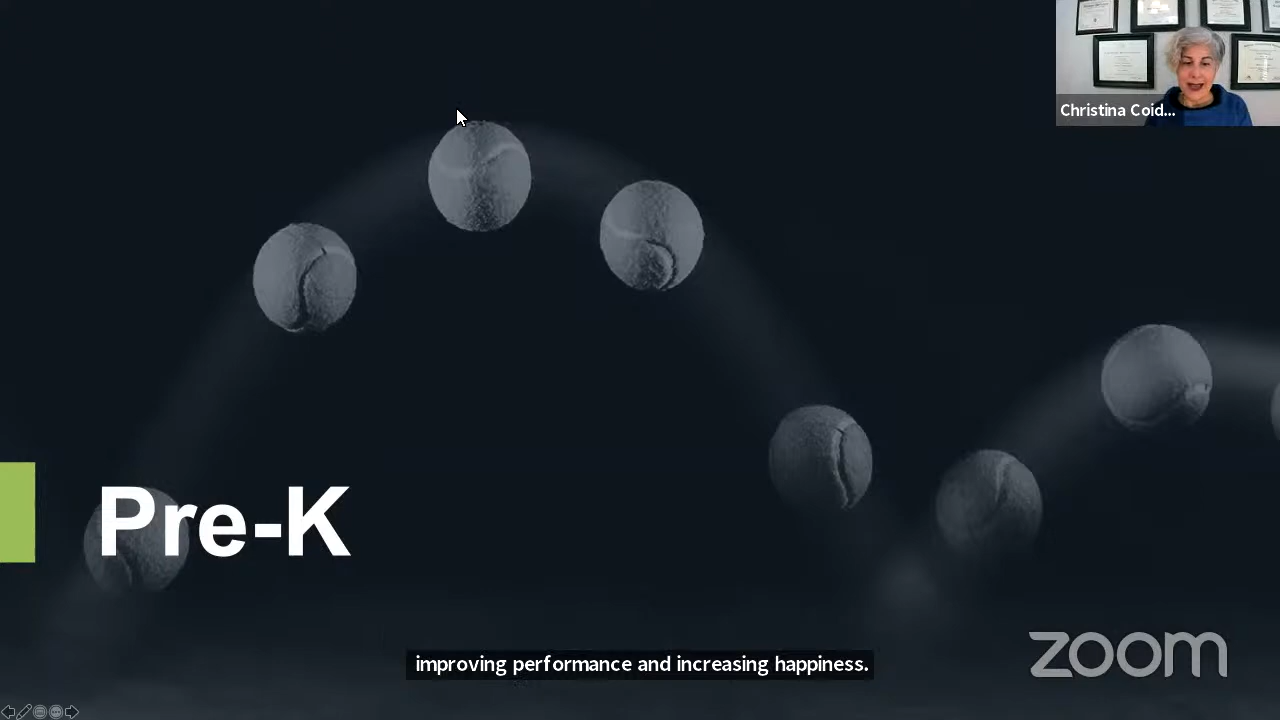 Christina Coid...
Pre-K
improving performance and increasing happiness.
zoom